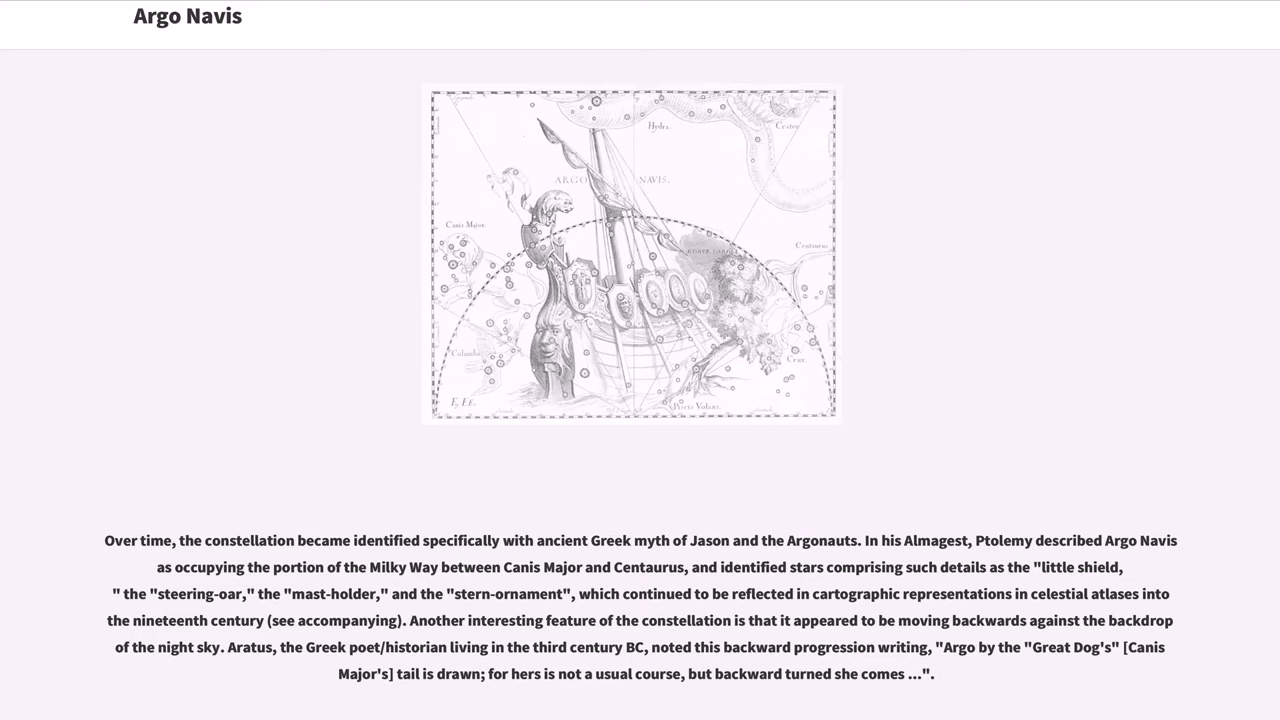 Argo Navis
Hydra.
Crater
ARGO NAVIS.
Canis Major.
Centaurus
Columba
Crux.
Piscis Volans.
Over time, the constellation became identified specifically with ancient Greek myth of Jason and the Argonauts. In his Almagest, Ptolemy described Argo Navis
as occupying the portion of the Milky Way between Canis Major and Centaurus, and identified stars comprising such details as the "little shield,
" the "steering-oar," the "mast-holder," and the "stern-ornament", which continued to be reflected in cartographic representations in celestial atlases into
the nineteenth century (see accompanying). Another interesting feature of the constellation is that it appeared to be moving backwards against the backdrop
of the night sky. Aratus, the Greek poet/historian living in the third century BC, noted this backward progression writing, "Argo by the "Great Dog's" [Canis
Major's] tail is drawn; for hers is not a usual course, but backward turned she comes ...".